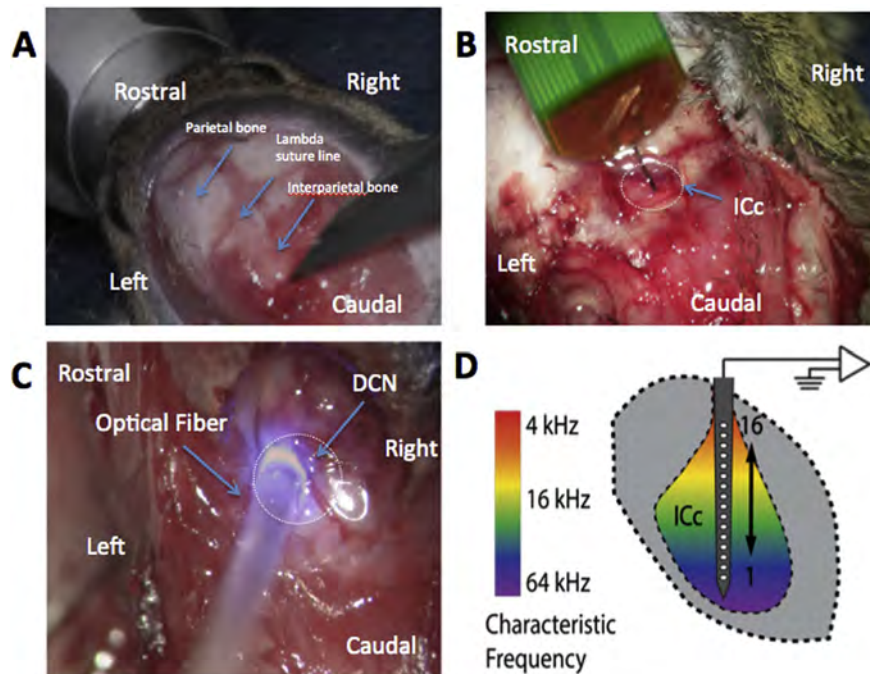 A
Rostral
Right
Parietal bone
Lambda
suture line
Interparietal bone
Left
Caudal
B
Rostral
Right
ICc
Left
Caudal
C
Rostral
DCN
Optical Fiber
Right
Left
Caudal
D
4 kHz
16 kHz
64 kHz
Characteristic
Frequency
16
ICc
1